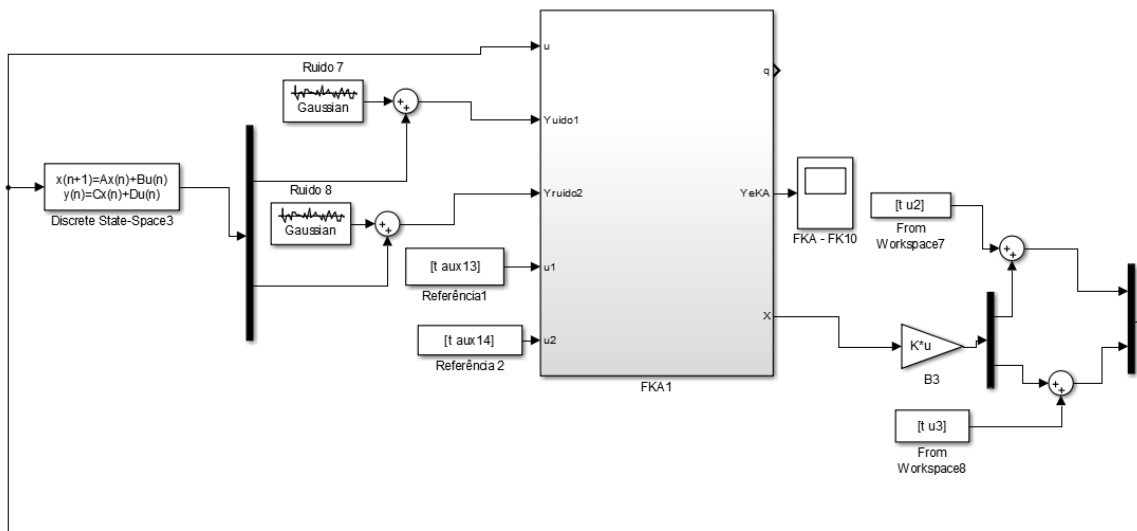 Ruido 7
Gaussian
x(n+1)=Ax(n)+Bu(n)
y(n)=Cx(n)+Du(n)
Discrete State-Space3
Ruido 8
Gaussian
[t aux13]
Referência1
[t aux14]
Referência 2
u
Yuido1
Yruido2
u1
u2
q
YeKA
X
FKA1
FKA - FK10
[t u2]
From
Workspace7
K*u
B3
[t u3]
From
Workspace8